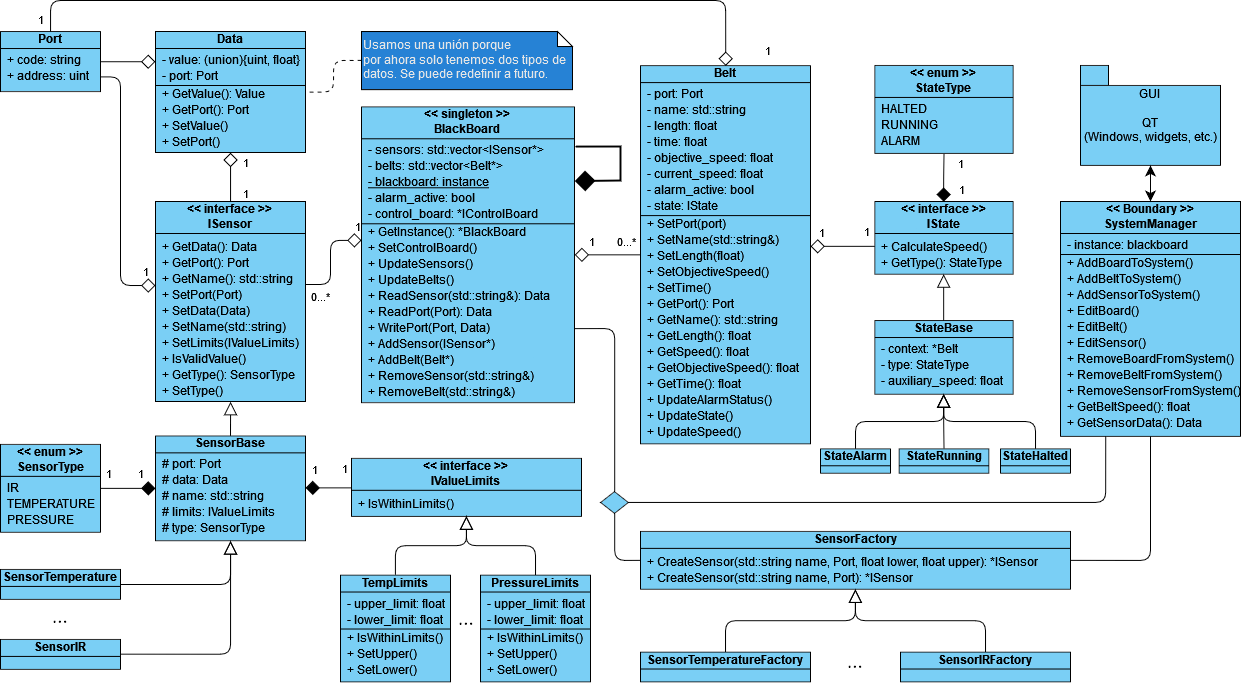 1
Port
+ code: string
+ address: uint
Data
- value: (union){uint, float}
- port: Port
+ GetValue(): Value
+ GetPort(): Port
+ SetValue()
+ SetPort()
Usamos una unión porque
por ahora solo tenemos dos tipos de
datos. Se puede redefinir a futuro.
1
<< interface >>
ISensor
+ GetData(): Data
+ GetPort(): Port
+ GetName(): std::string
+ SetPort(Port)
+ SetData(Data)
+ SetName(std::string)
+ SetLimits(IValueLimits)
+ IsValidValue()
+ GetType(): SensorType
+ SetType()
1
1
0...*
<< singleton >>
BlackBoard
- sensors: std::vector<ISensor*>
- belts: std::vector<Belt*>
- blackboard: instance
- alarm_active: bool
- control_board: *IControlBoard
+ GetInstance(): *BlackBoard
+ SetControlBoard()
+ UpdateSensors()
+ UpdateBelts()
+ ReadSensor(std::string&): Data
+ ReadPort(Port): Data
+ WritePort(Port, Data)
+ AddSensor(ISensor*)
+ AddBelt(Belt*)
+ RemoveSensor(std::string&)
+ RemoveBelt(std::string&)
1
0...*
1
Belt
- port: Port
- name: std::string
- length: float
- time: float
- objective_speed: float
- current_speed: float
- alarm_active: bool
- state: IState
+ SetPort(port)
+ SetName(std::string&)
+ SetLength(float)
+ SetObjectiveSpeed()
+ SetTime()
+ GetPort(): Port
+ GetName(): std::string
+ GetLength(): float
+ GetSpeed(): float
+ GetObjectiveSpeed(): float
+ GetTime(): float
+ UpdateAlarmStatus()
+ UpdateState()
+ UpdateSpeed()
1
1
<< enum >>
StateType
HALTED
RUNNING
ALARM
1
1
<< interface >>
IState
+ CalculateSpeed()
+ GetType(): StateType
StateBase
- context: *Belt
- type: StateType
- auxiliary_speed: float
StateAlarm
StateRunning
StateHalted
GUI
QT
(Windows, widgets, etc.)
<< Boundary >>
SystemManager
- instance: blackboard
+ AddBoardToSystem()
+ AddBeltToSystem()
+ AddSensorToSystem()
+ EditBoard()
+ EditBelt()
+ EditSensor()
+ RemoveBoardFromSystem()
+ RemoveBeltFromSystem()
+ RemoveSensorFromSystem()
+ GetBeltSpeed(): float
+ GetSensorData(): Data
<< enum >>
SensorType
IR
TEMPERATURE
PRESSURE
1
1
SensorBase
# port: Port
# data: Data
# name: std::string
# limits: IValueLimits
# type: SensorType
1
1
<< interface >>
IValueLimits
+ IsWithinLimits()
SensorTemperature
...
SensorIR
TempLimits
- upper_limit: float
- lower_limit: float
+ IsWithinLimits()
+ SetUpper()
+ SetLower()
...
PressureLimits
- upper_limit: float
- lower_limit: float
+ IsWithinLimits()
+ SetUpper()
+ SetLower()
SensorFactory
+ CreateSensor(std::string name, Port, float lower, float upper): *ISensor
+ CreateSensor(std::string name, Port): *ISensor
SensorTemperatureFactory
...
SensorIRFactory